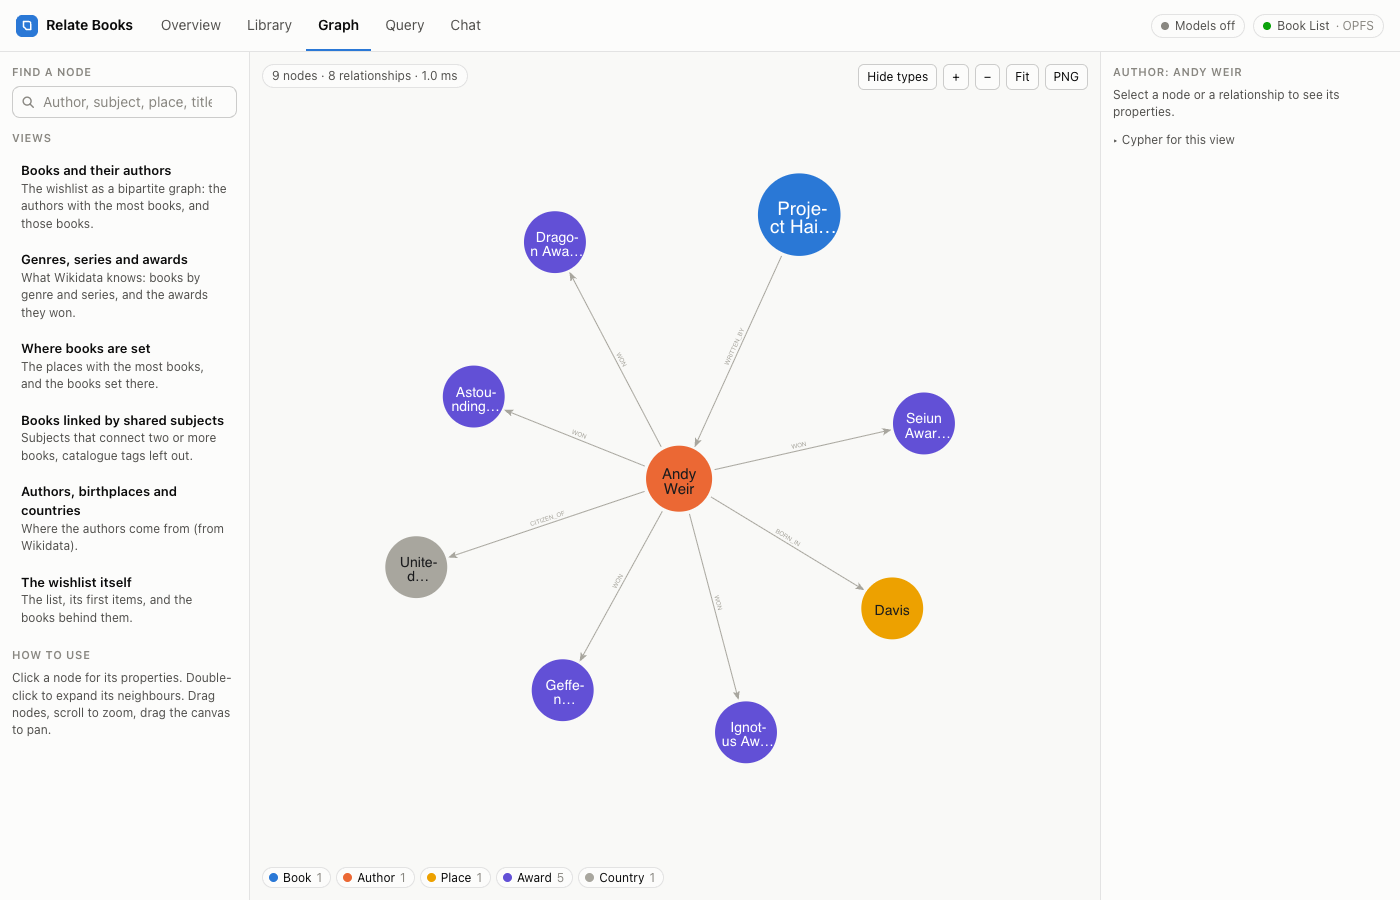 Relate Books
Overview
Library
Graph
Query
Chat
Models off
Book List · OPFS
FIND A NODE
Author, subject, place, title
VIEWS
Books and their authors
The wishlist as a bipartite graph: the
authors with the most books, and
those books.
Genres, series and awards
What Wikidata knows: books by
genre and series, and the awards
they won.
Where books are set
The places with the most books,
and the books set there.
Books linked by shared subjects
Subjects that connect two or more
books, catalogue tags left out.
Authors, birthplaces and
countries
Where the authors come from (from
Wikidata).
The wishlist itself
The list, its first items, and the
books behind them.
HOW TO USE
Click a node for its properties. Double-
click to expand its neighbours. Drag
nodes, scroll to zoom, drag the canvas
to pan.
9 nodes · 8 relationships · 1.0 ms
Hide types
+
−
Fit
PNG
Proje-
ct Hai…
Drago-
n Awa…
WRITTEN_BY
WON
Astou-
nding…
WON
Seiun
Awar…
WON
Andy
Weir
CITIZEN_OF
BORN_IN
Unite-
d…
WON
WON
Davis
Geffe-
n…
Ignot-
us Aw…
Book 1
Author 1
Place 1
Award 5
Country 1
AUTHOR: ANDY WEIR
Select a node or a relationship to see its
properties.
▸ Cypher for this view